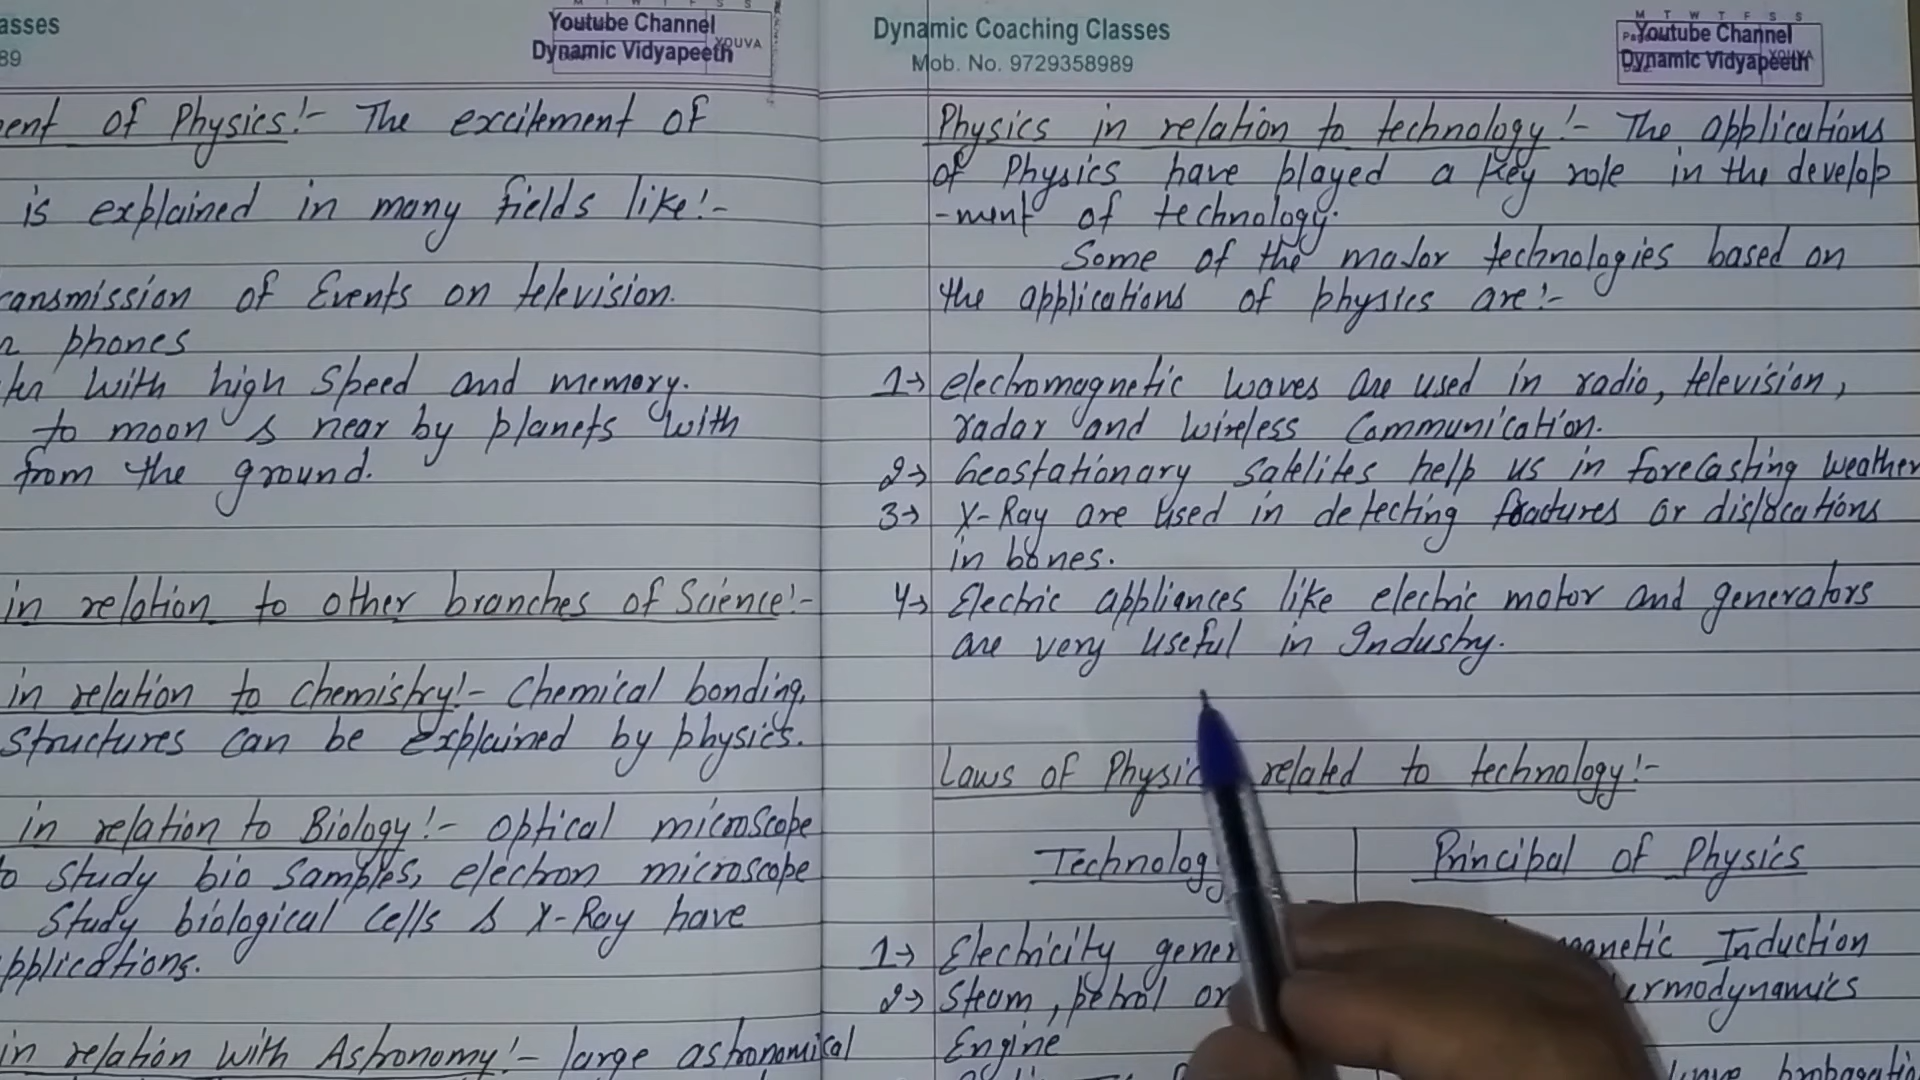 asses
89
Youtube Channel
Dynamic Vidyapeeth
YOUVA
ent of Physics:- The excitement of
is explained in many fields like:-
ransmission of Events on television.
phones
with high speed and memory.
to moon & near by planets with
from the ground.
in relation to other branches of Science:-
in relation to chemistry:- Chemical bonding,
structures can be explained by physics.
in relation to Biology:- optical microscope
o study bio samples, electron microscope
study biological cells & X-Ray have
pplications.
in relation with Astronomy:- large astronomical
Dynamic Coaching Classes
Mob. No. 9729358989
M T W T F S S
Youtube Channel
Dynamic Vidyapeeth
YOUVA
Physics in relation to technology:- The applications
of Physics have played a key role in the develop
-ment of technology.
Some of the major technologies based on
the applications of physics are:-
1→ electromagnetic waves are used in radio, television,
radar and wireless communication.
2→ Geostationary satelites help us in forecasting weather
3→ X-Ray are used in detecting fractures or dislocations
in bones.
4→ Electric appliances like electric motor and generators
are very useful in Industry.
Laws of Physic related to technology:-
Technology Principal of Physics
1→ Electricity gener gnetic Induction
2→ Steam, petrol or ermodynamics
Engine